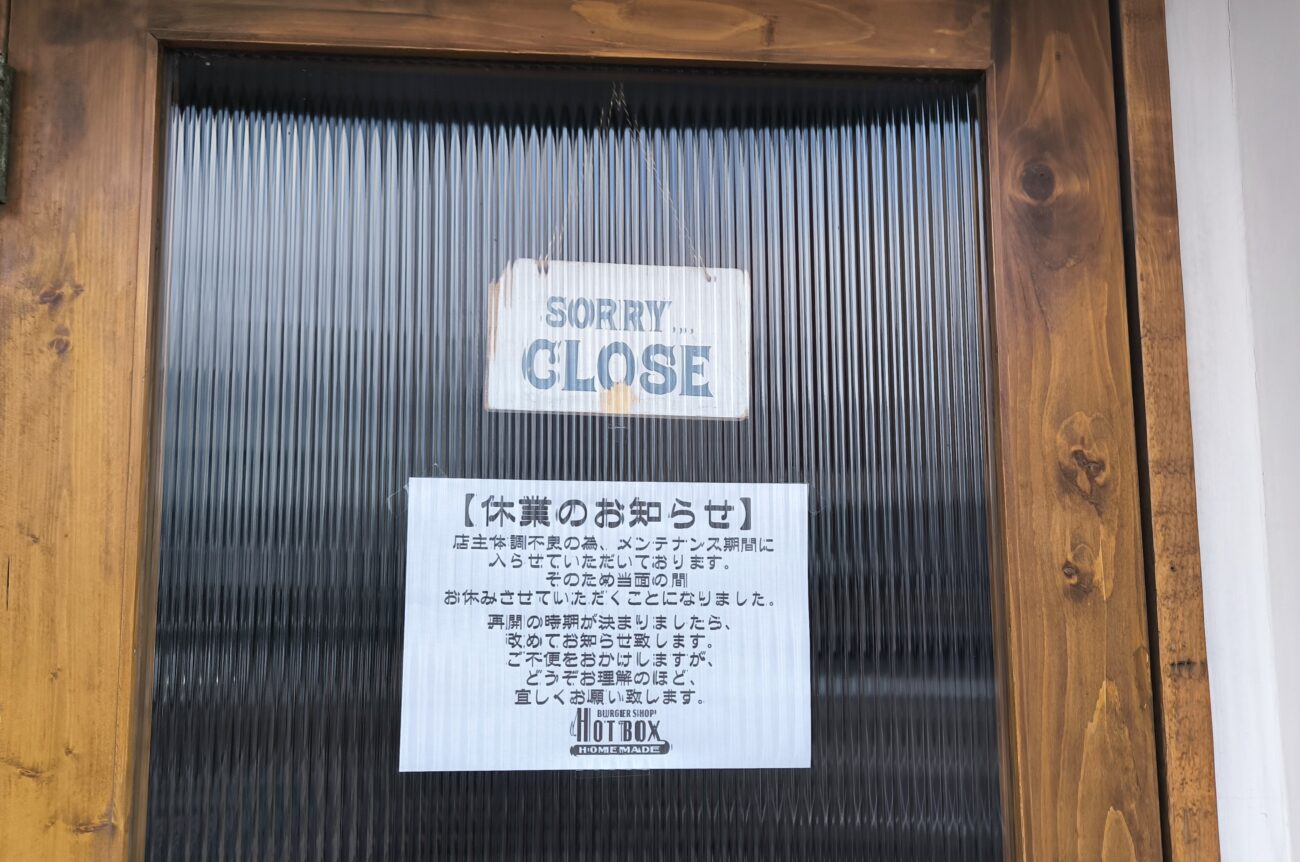 SORRY,,,,
CLOSE
【休業のお知らせ】
店主体調不良の為、メンテナンス期間に
入らせていただいております。
そのため当面の間
お休みさせていただくことになりました。
再開の時期が決まりましたら、
改めてお知らせ致します。
ご不便をおかけしますが、
どうぞお理解のほど、
宜しくお願い致します。
BURGER SHOP
HOTBOX
HOMEMADE